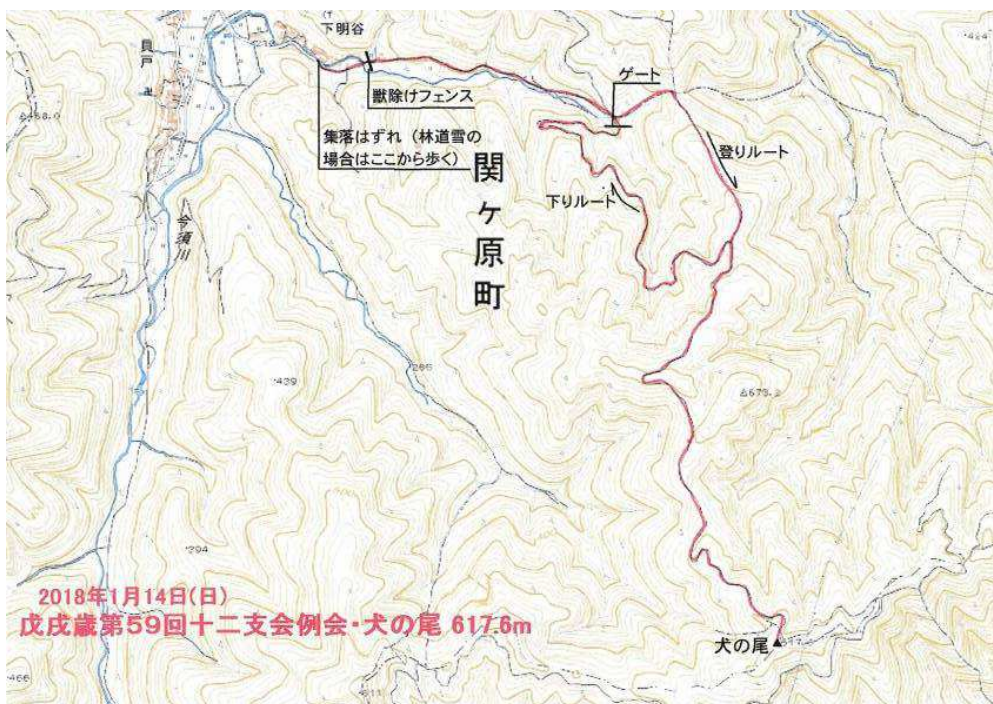 下明谷
貝戸
獣除けフェンス
ゲート
集落はずれ(林道雪の
場合はここから歩く)
登りルート
下りルート
関ヶ原町
今須川
・439
・286
・394
2018年1月14日(日)
戊戌歳第59回十二支会例会・犬の尾 617.6m
犬の尾
・466